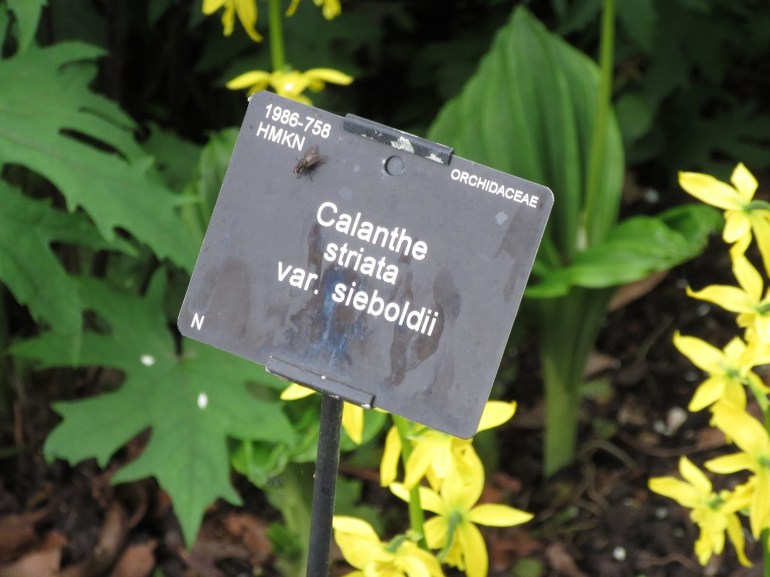 1986-758
HMKN
ORCHIDACEAE
Calanthe
striata
var. sieboldii
N